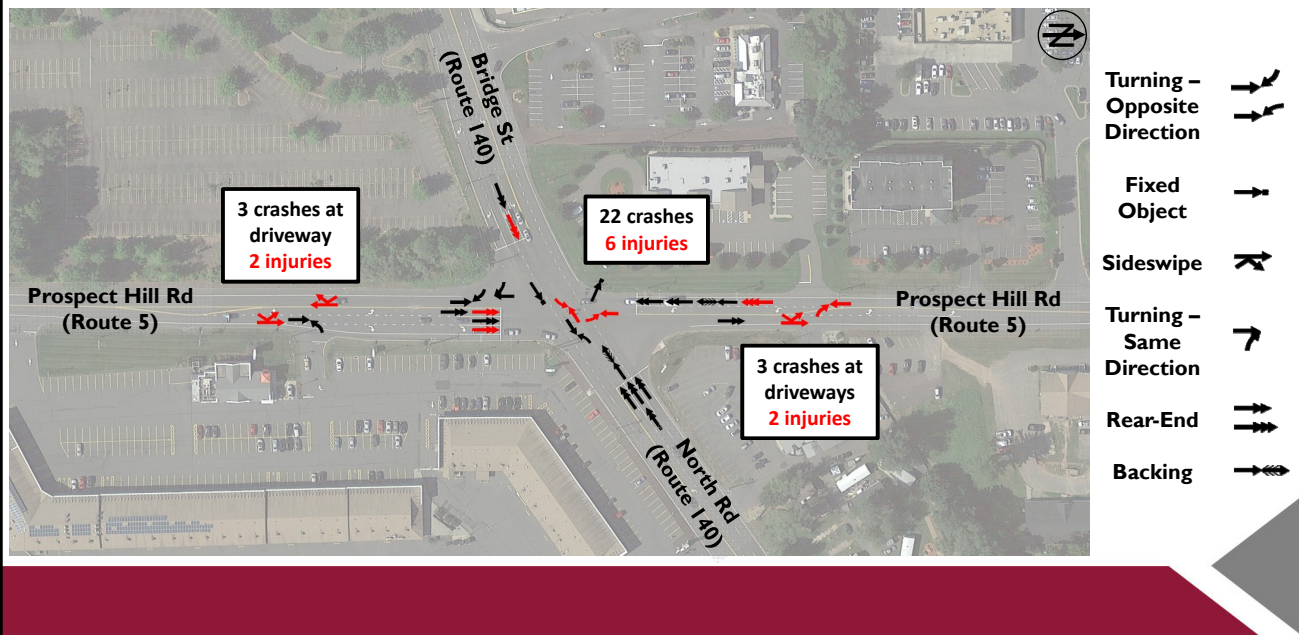 Bridge St
(Route 140)
3 crashes at
driveway
2 injuries
22 crashes
6 injuries
Prospect Hill Rd
(Route 5)
Prospect Hill Rd
(Route 5)
3 crashes at
driveways
2 injuries
North Rd
(Route 140)
N
Turning –
Opposite
Direction
Fixed
Object
Sideswipe
Turning –
Same
Direction
Rear-End
Backing